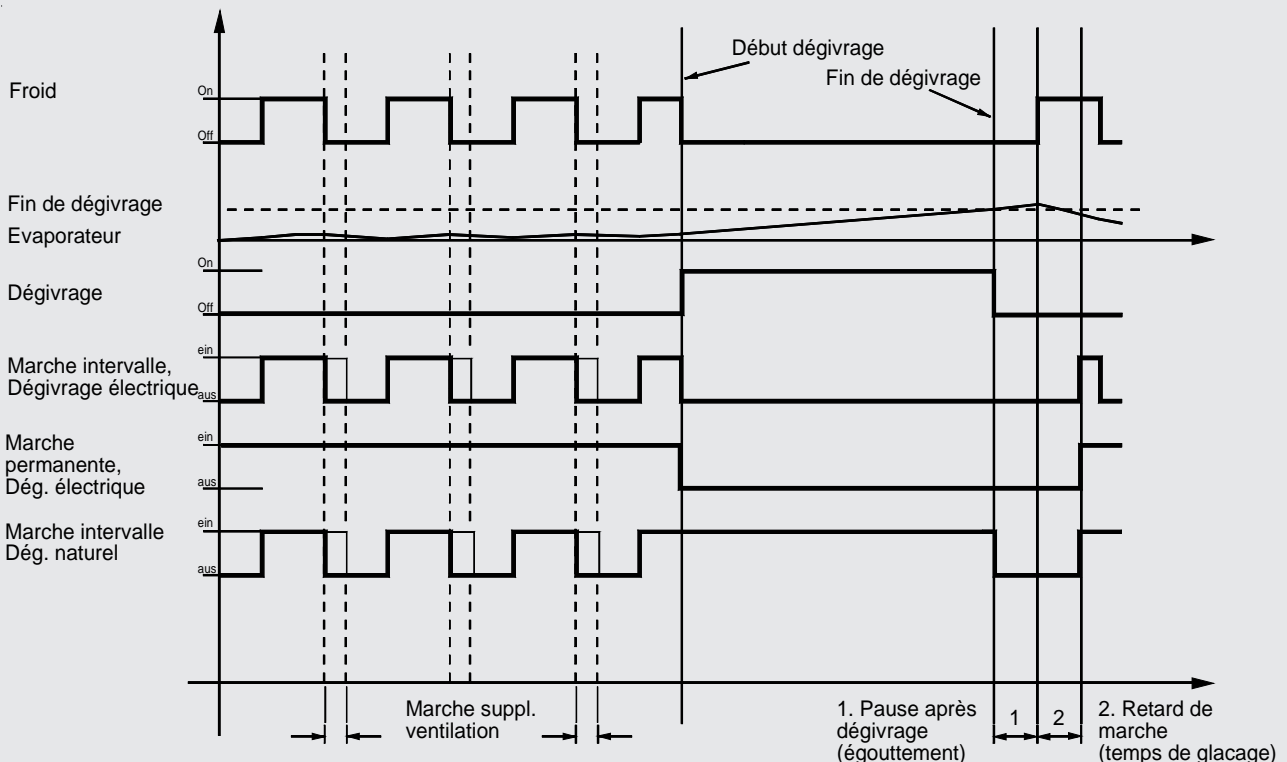 Début dégivrage
Fin de dégivrage
Froid
On
Off
Fin de dégivrage
Evaporateur
On
Dégivrage
Off
ein
Marche intervalle,
Dégivrage électrique
aus
ein
Marche
permanente,
Dég. électrique
aus
ein
Marche intervalle
Dég. naturel
aus
Marche suppl.
ventilation
1. Pause après
dégivrage
(égouttement)
1
2
2. Retard de
marche
(temps de glacage)